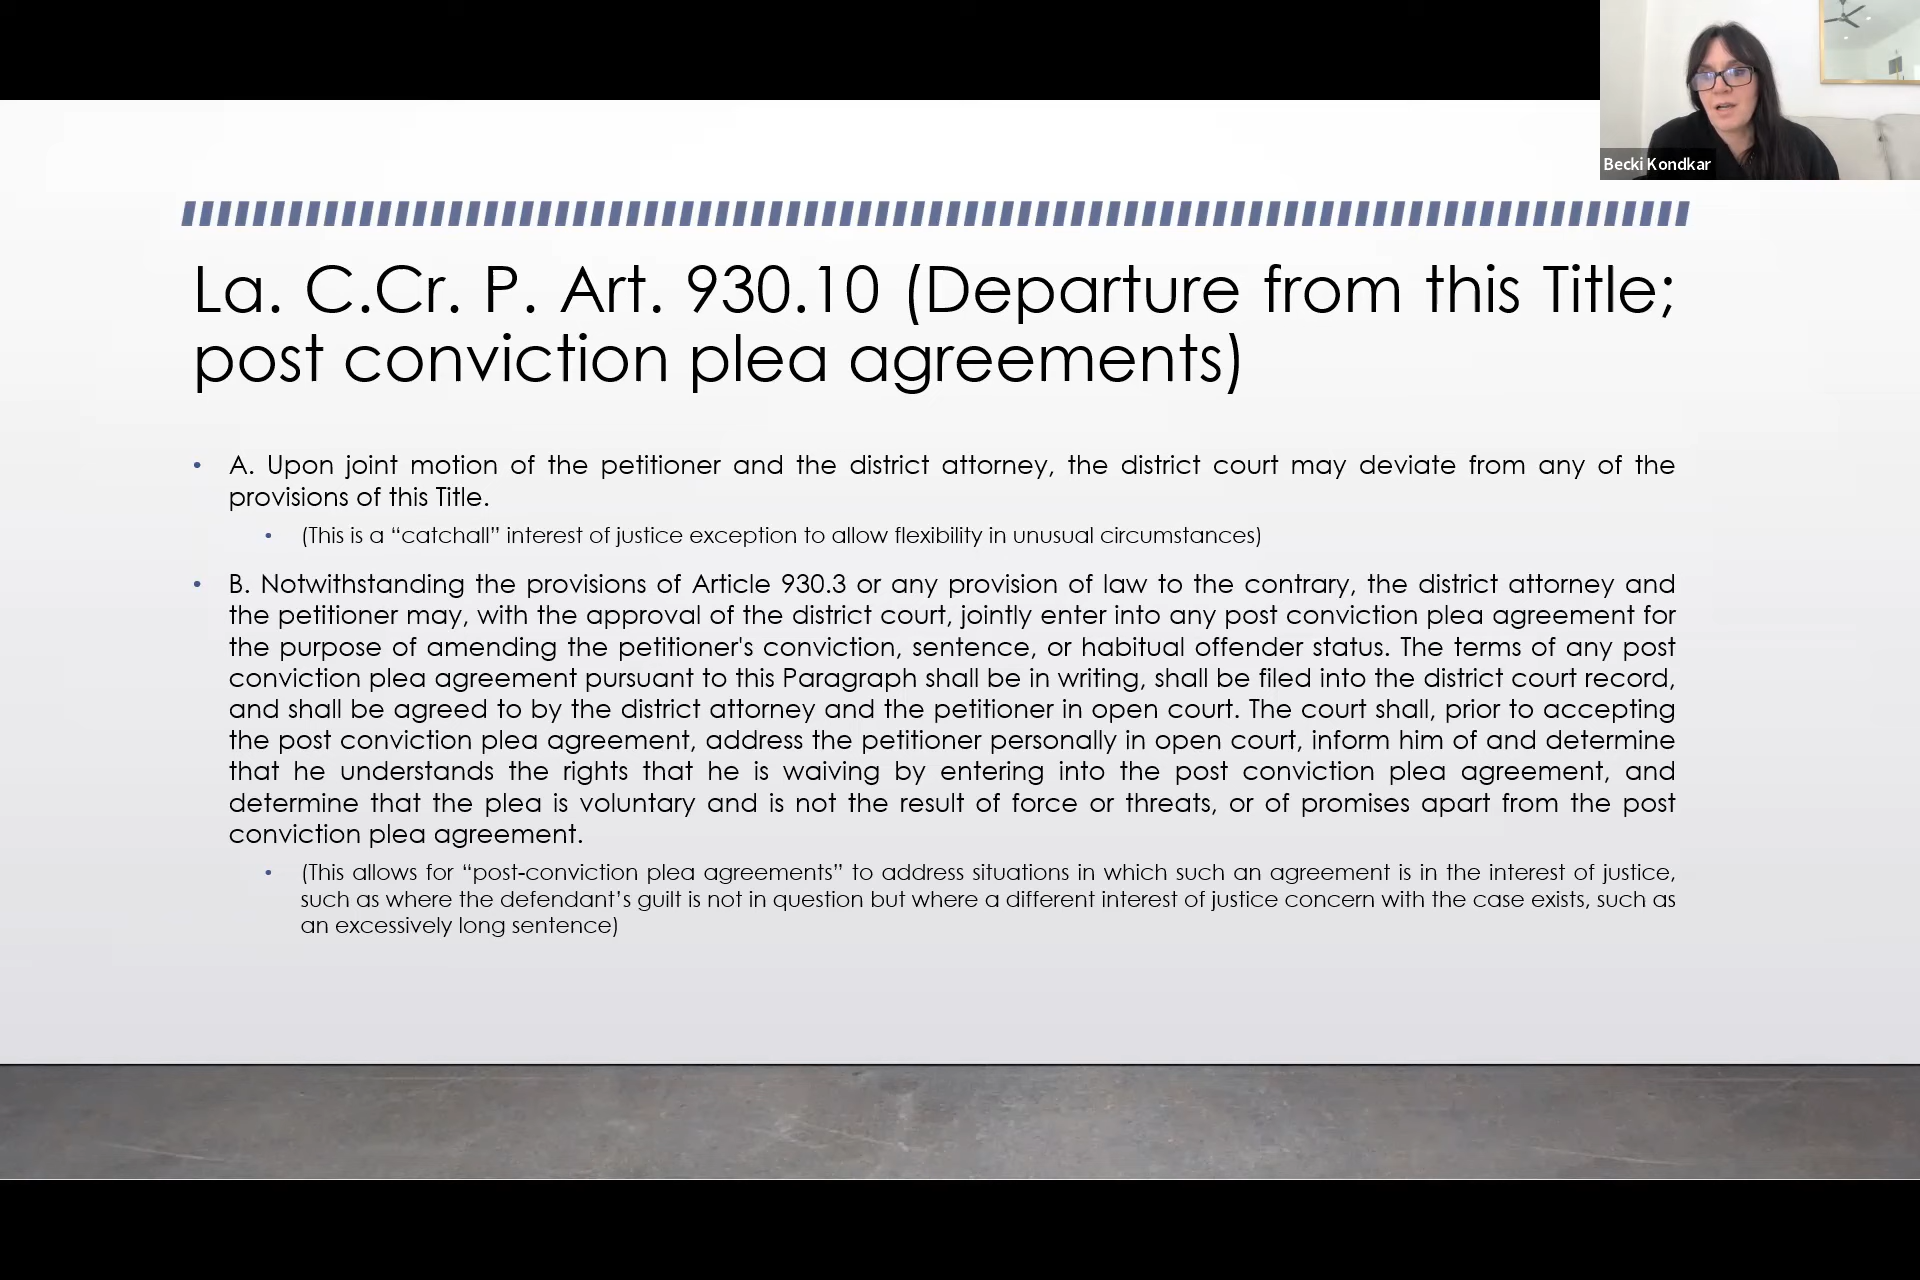 Becki Kondkar
La. C.Cr. P. Art. 930.10 (Departure from this Title;
post conviction plea agreements)
• A. Upon joint motion of the petitioner and the district attorney, the district court may deviate from any of the
provisions of this Title.
• (This is a “catchall” interest of justice exception to allow flexibility in unusual circumstances)
• B. Notwithstanding the provisions of Article 930.3 or any provision of law to the contrary, the district attorney and
the petitioner may, with the approval of the district court, jointly enter into any post conviction plea agreement for
the purpose of amending the petitioner's conviction, sentence, or habitual offender status. The terms of any post
conviction plea agreement pursuant to this Paragraph shall be in writing, shall be filed into the district court record,
and shall be agreed to by the district attorney and the petitioner in open court. The court shall, prior to accepting
the post conviction plea agreement, address the petitioner personally in open court, inform him of and determine
that he understands the rights that he is waiving by entering into the post conviction plea agreement, and
determine that the plea is voluntary and is not the result of force or threats, or of promises apart from the post
conviction plea agreement.
• (This allows for “post-conviction plea agreements” to address situations in which such an agreement is in the interest of justice,
such as where the defendant’s guilt is not in question but where a different interest of justice concern with the case exists, such as
an excessively long sentence)